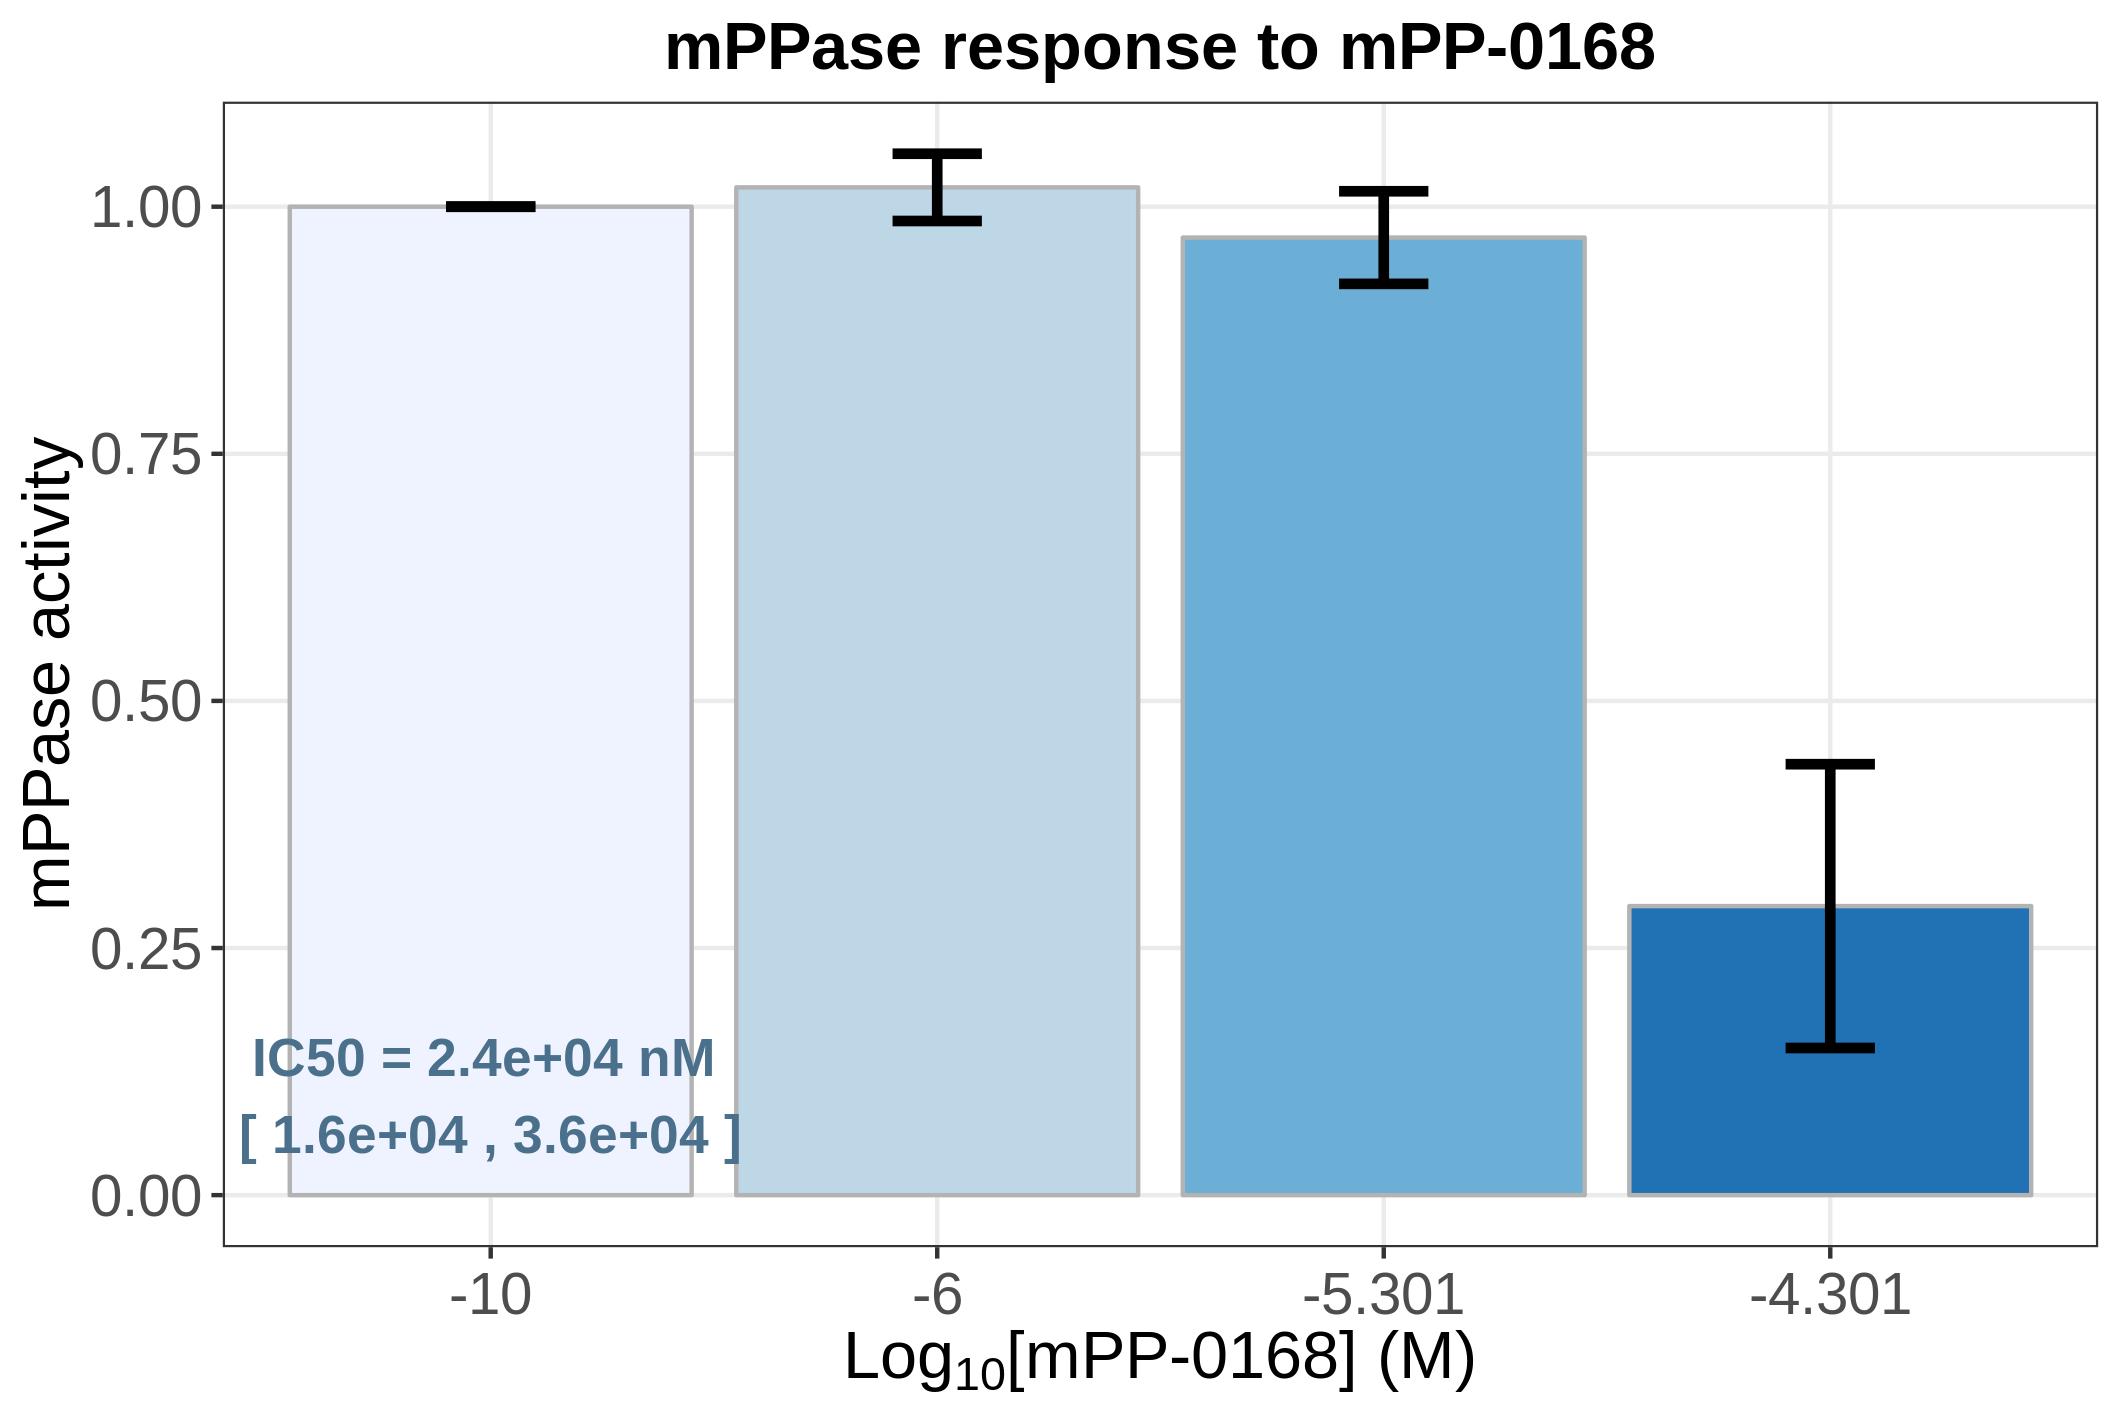 mPPase response to mPP-0168
mPPase activity
1.00
0.75
0.50
0.25
0.00
IC50 = 2.4e+04 nM
[ 1.6e+04 , 3.6e+04 ]
-10
-6
-5.301
-4.301
Log10[mPP-0168] (M)